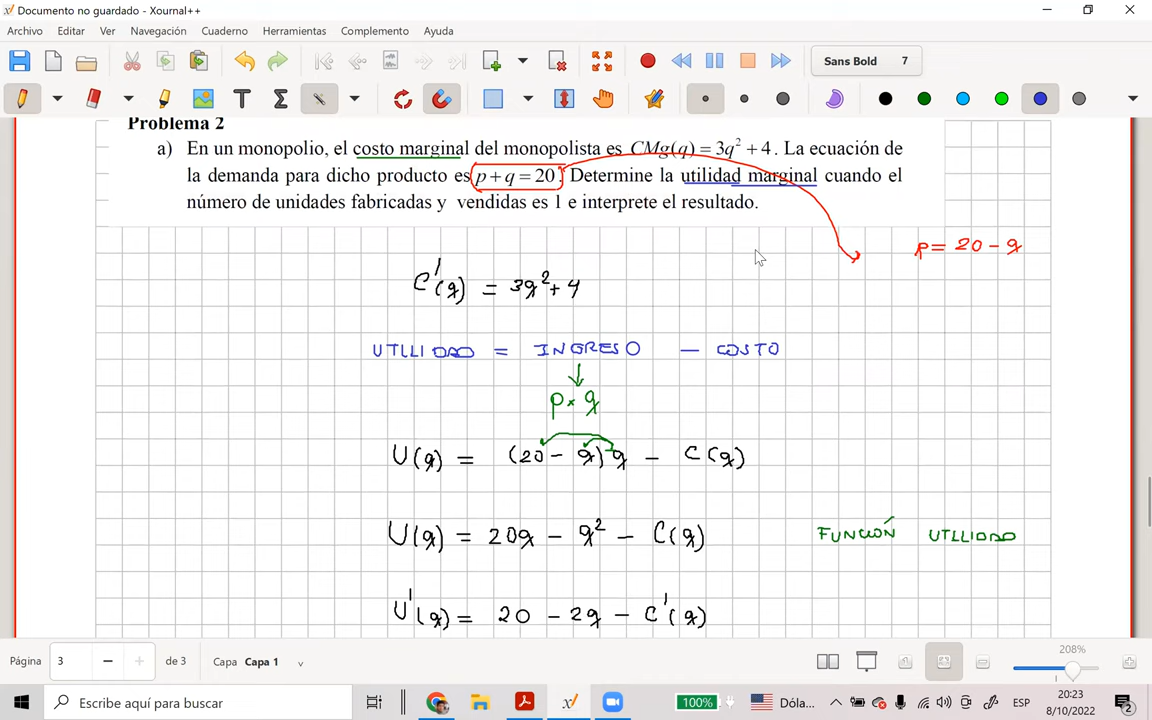 Documento no guardado - Xournal++
Archivo Editar Ver Navegación Cuaderno Herramientas Complemento Ayuda
Sans Bold 7
Problema 2
a) En un monopolio, el costo marginal del monopolista es CMg(q) = 3q² + 4. La ecuación de
la demanda para dicho producto es p + q = 20. Determine la utilidad marginal cuando el
número de unidades fabricadas y vendidas es 1 e interprete el resultado.
p = 20 - q
C'(q) = 3q² + 4
UTLLIDAD = INGRESO - COSTO
p × q
U(q) = (20 - q) q - C(q)
U(q) = 20q - q² - C(q) FUNCIÓN UTLLIDAD
U'(q) = 20 - 2q - C'(q)
Página 3 de 3 Capa Capa 1 208%
Escribe aquí para buscar 100% Dóla... ESP 20:23
8/10/2022 2